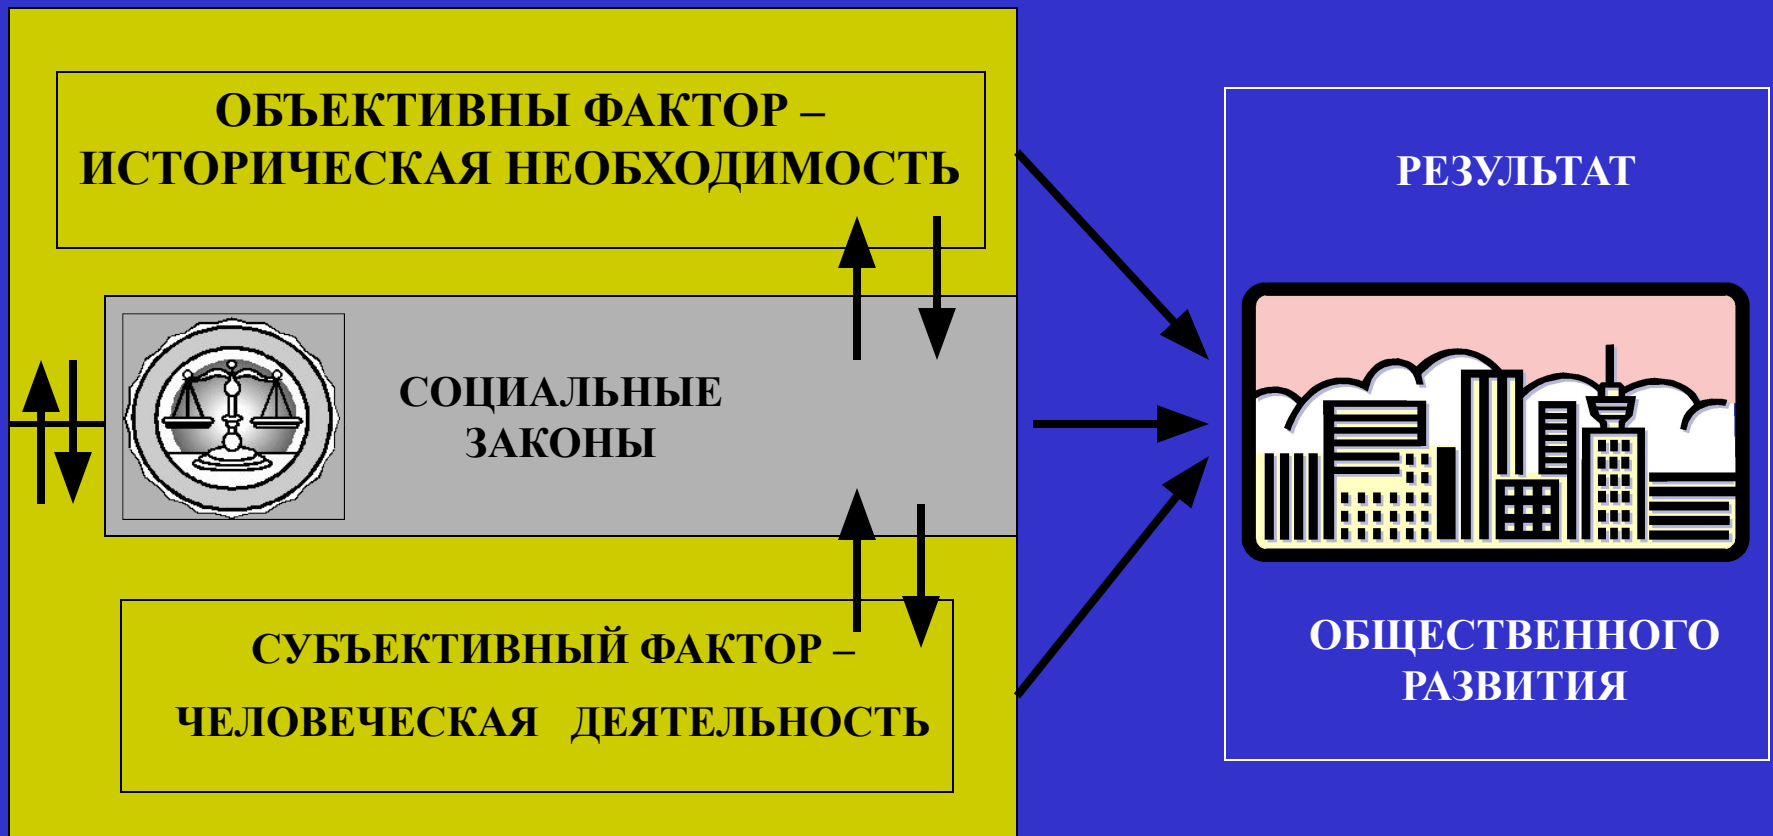 ОБЪЕКТИВНЫ ФАКТОР –
ИСТОРИЧЕСКАЯ НЕОБХОДИМОСТЬ
СОЦИАЛЬНЫЕ
ЗАКОНЫ
СУБЪЕКТИВНЫЙ ФАКТОР –
ЧЕЛОВЕЧЕСКАЯ ДЕЯТЕЛЬНОСТЬ
РЕЗУЛЬТАТ
ОБЩЕСТВЕННОГО
РАЗВИТИЯ